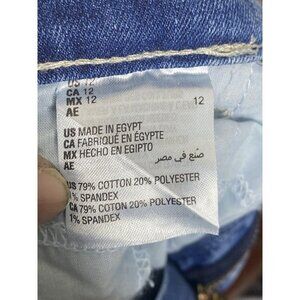 US 12
CA 12
MX 12 12
AE
US MADE IN EGYPT
CA FABRIQUÉ EN ÉGYPTE
MX HECHO EN EGIPTO
AE صُنع في مصر
US 79% COTTON 20% POLYESTER
1% SPANDEX
CA 79% COTTON 20% POLYESTER
1% SPANDEX